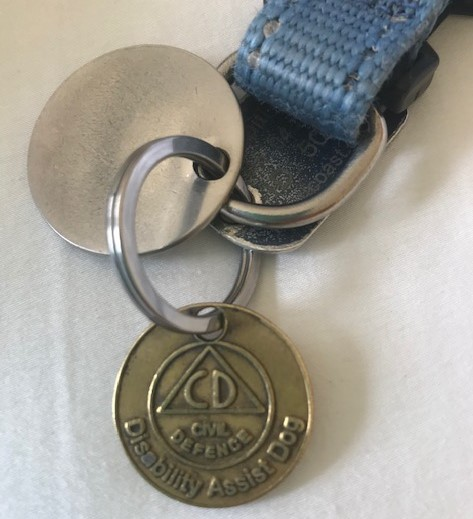 CD
CIVIL
DEFENCE
Disability Assist Dog